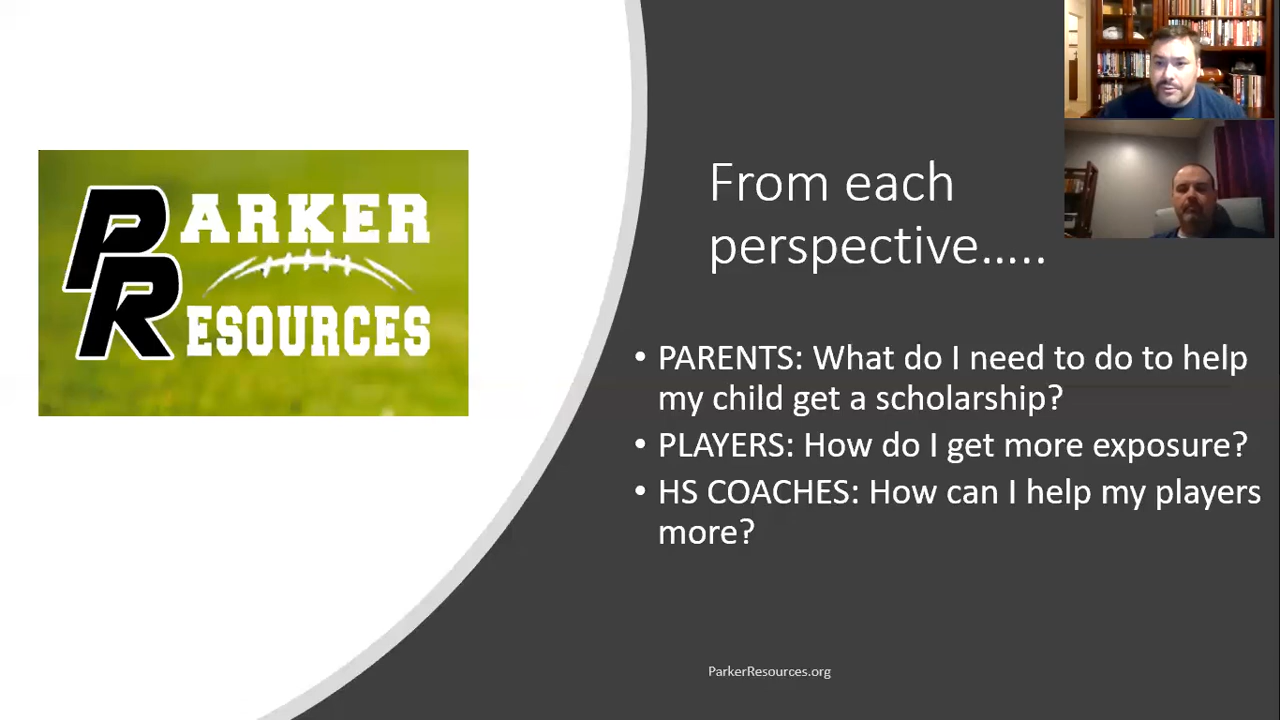 PARKER
RESOURCES
From each
perspective…..
• PARENTS: What do I need to do to help
my child get a scholarship?
• PLAYERS: How do I get more exposure?
• HS COACHES: How can I help my players
more?
ParkerResources.org